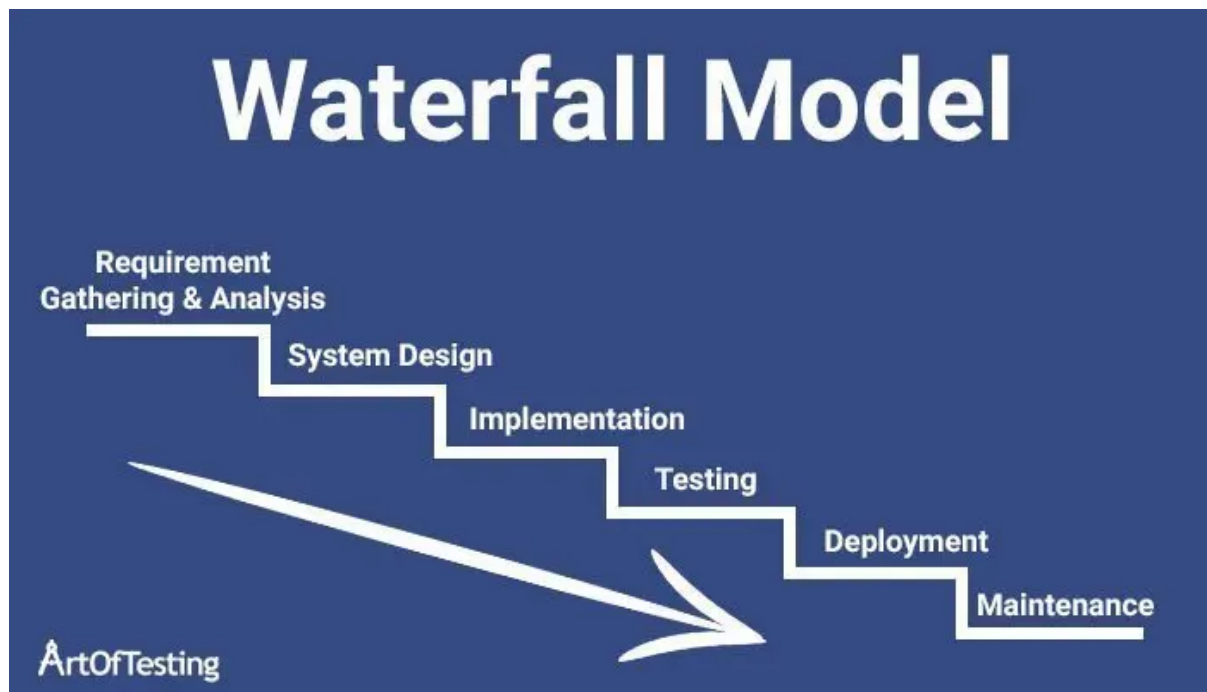 Waterfall Model
Requirement
Gathering & Analysis
System Design
Implementation
Testing
Deployment
Maintenance
ArtOfTesting